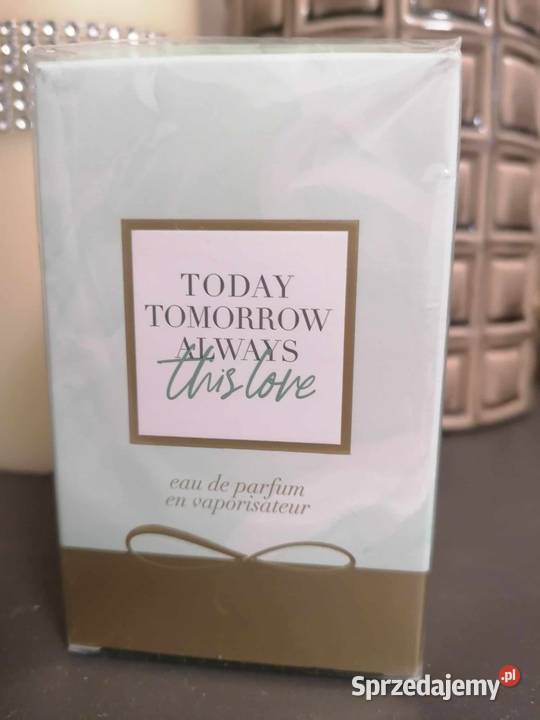 TODAY
TOMORROW
ALWAYS
this love
eau de parfum
en vaporisateur
Sprzedajemy.pl